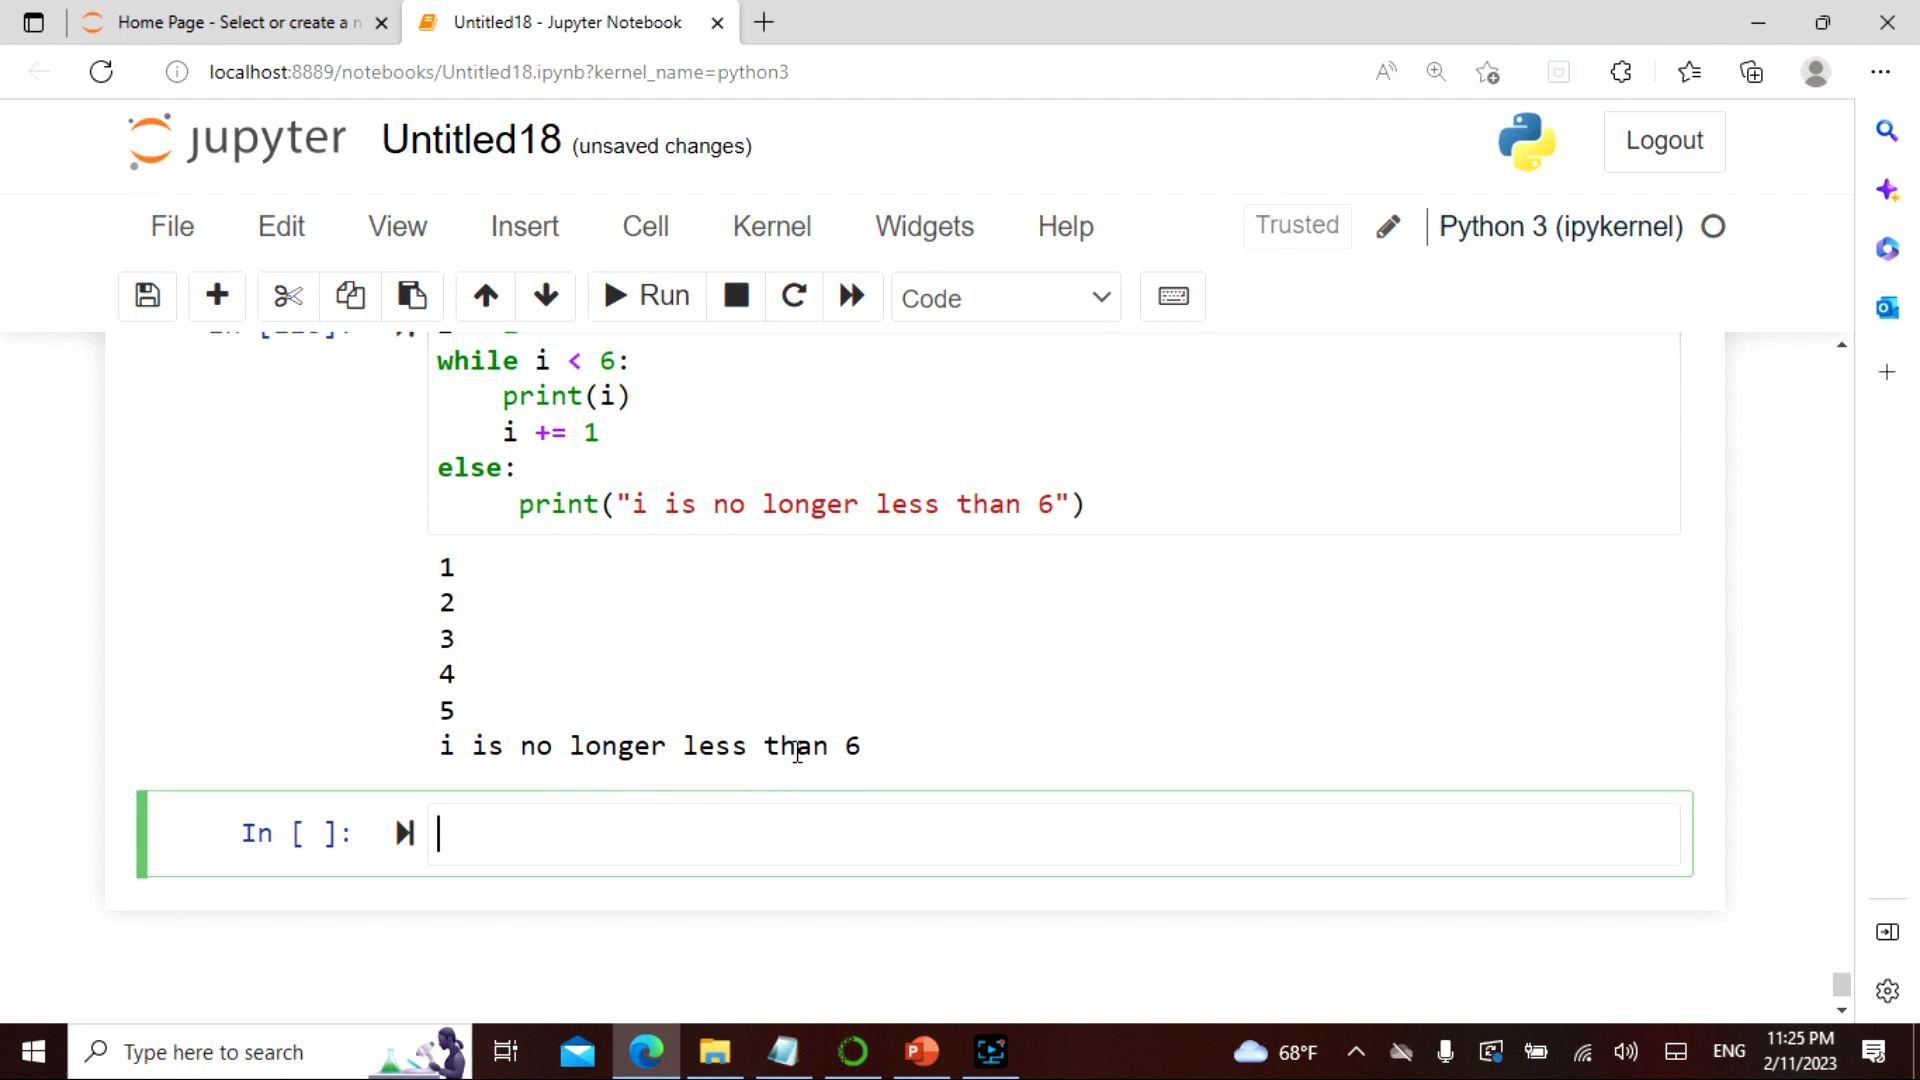 Home Page - Select or create a n
Untitled18 - Jupyter Notebook
localhost:8889/notebooks/Untitled18.ipynb?kernel_name=python3
jupyter Untitled18 (unsaved changes)
Logout
File Edit View Insert Cell Kernel Widgets Help Trusted Python 3 (ipykernel)
Run Code
while i < 6:
    print(i)
    i += 1
else:
     print("i is no longer less than 6")
1
2
3
4
5
i is no longer less than 6
In [ ]:
Type here to search
68°F
ENG
11:25 PM
2/11/2023